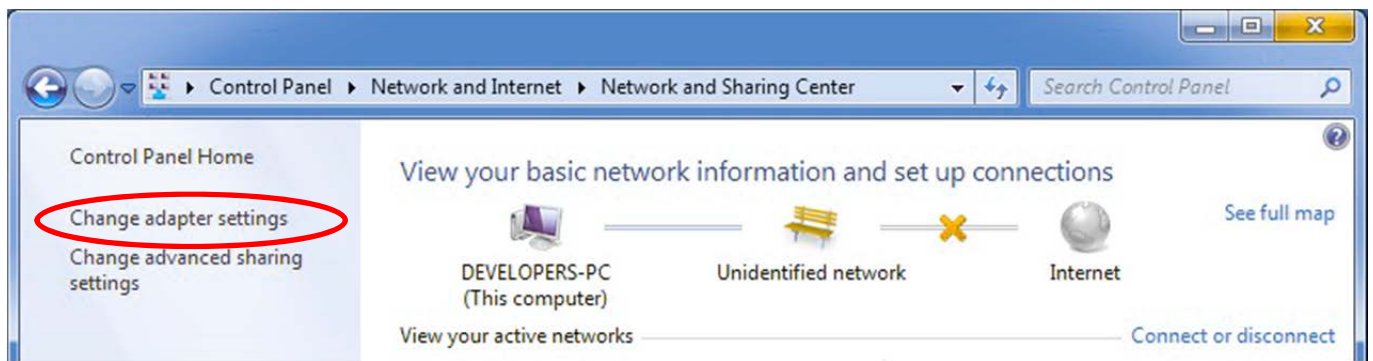 Control Panel Network and Internet Network and Sharing Center Search Control Panel
Control Panel Home
Change adapter settings
Change advanced sharing
settings
View your basic network information and set up connections
See full map
DEVELOPERS-PC
(This computer)
Unidentified network
Internet
View your active networks
Connect or disconnect